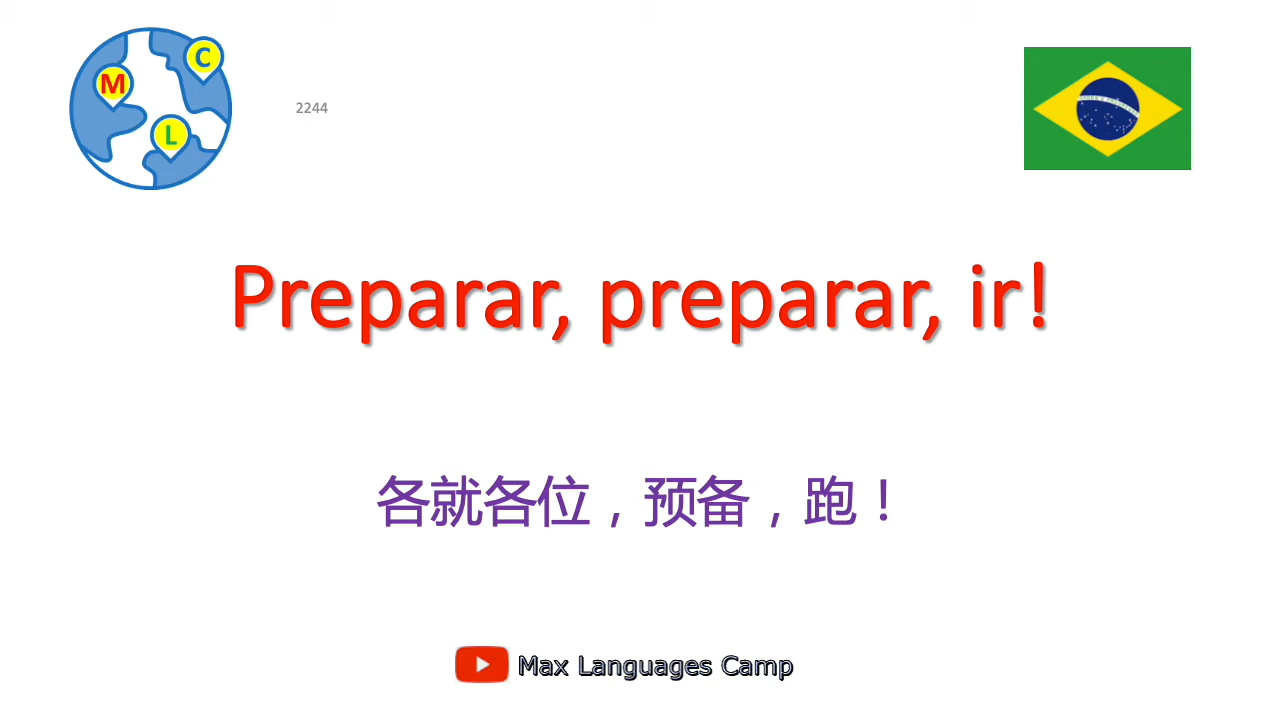 C
M
L
2244
Preparar, preparar, ir!
各就各位，预备，跑！
Max Languages Camp